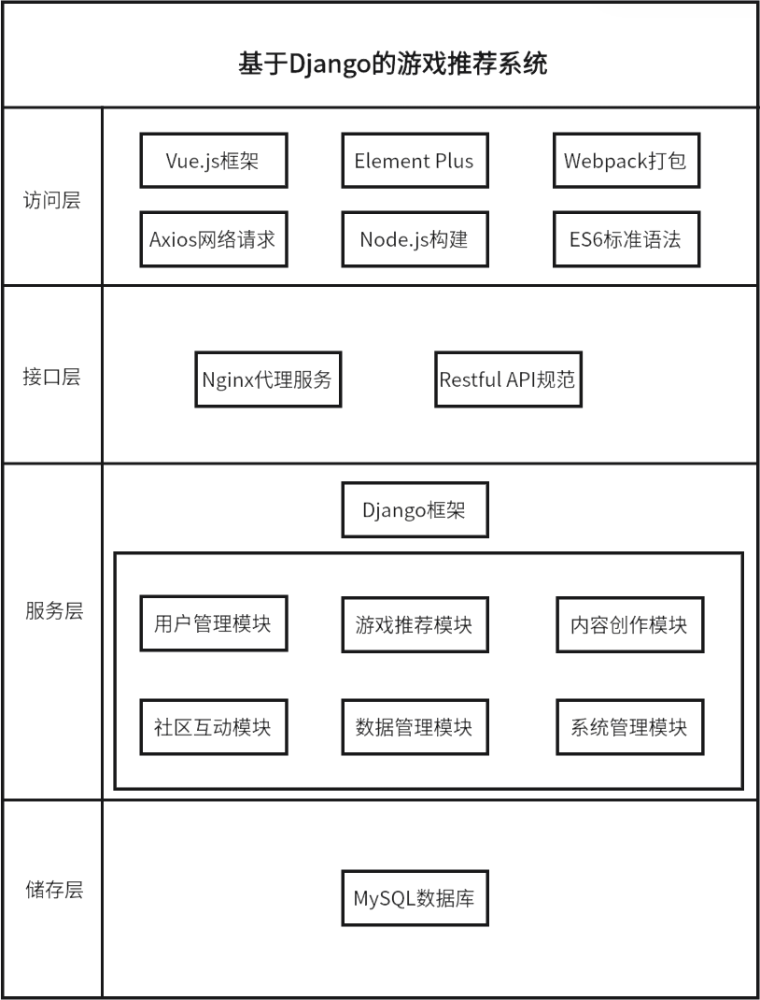 基于Django的游戏推荐系统
访问层
Vue.js框架
Element Plus
Webpack打包
Axios网络请求
Node.js构建
ES6标准语法
接口层
Nginx代理服务
Restful API规范
服务层
Django框架
用户管理模块
游戏推荐模块
内容创作模块
社区互动模块
数据管理模块
系统管理模块
储存层
MySQL数据库